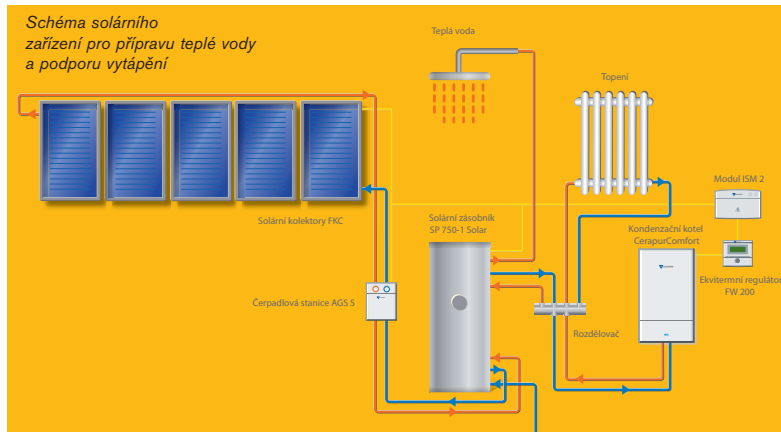 Schéma solárního
zařízení pro přípravu teplé vody
a podporu vytápění
Teplá voda
Topení
Modul ISM 2
Solární kolektory FKC
Solární zásobník
SP 750-1 Solar
Kondenzační kotel
CerapurComfort
Ekvitermní regulátor
FW 200
Čerpadlová stanice AGS 5
Rozdělovač